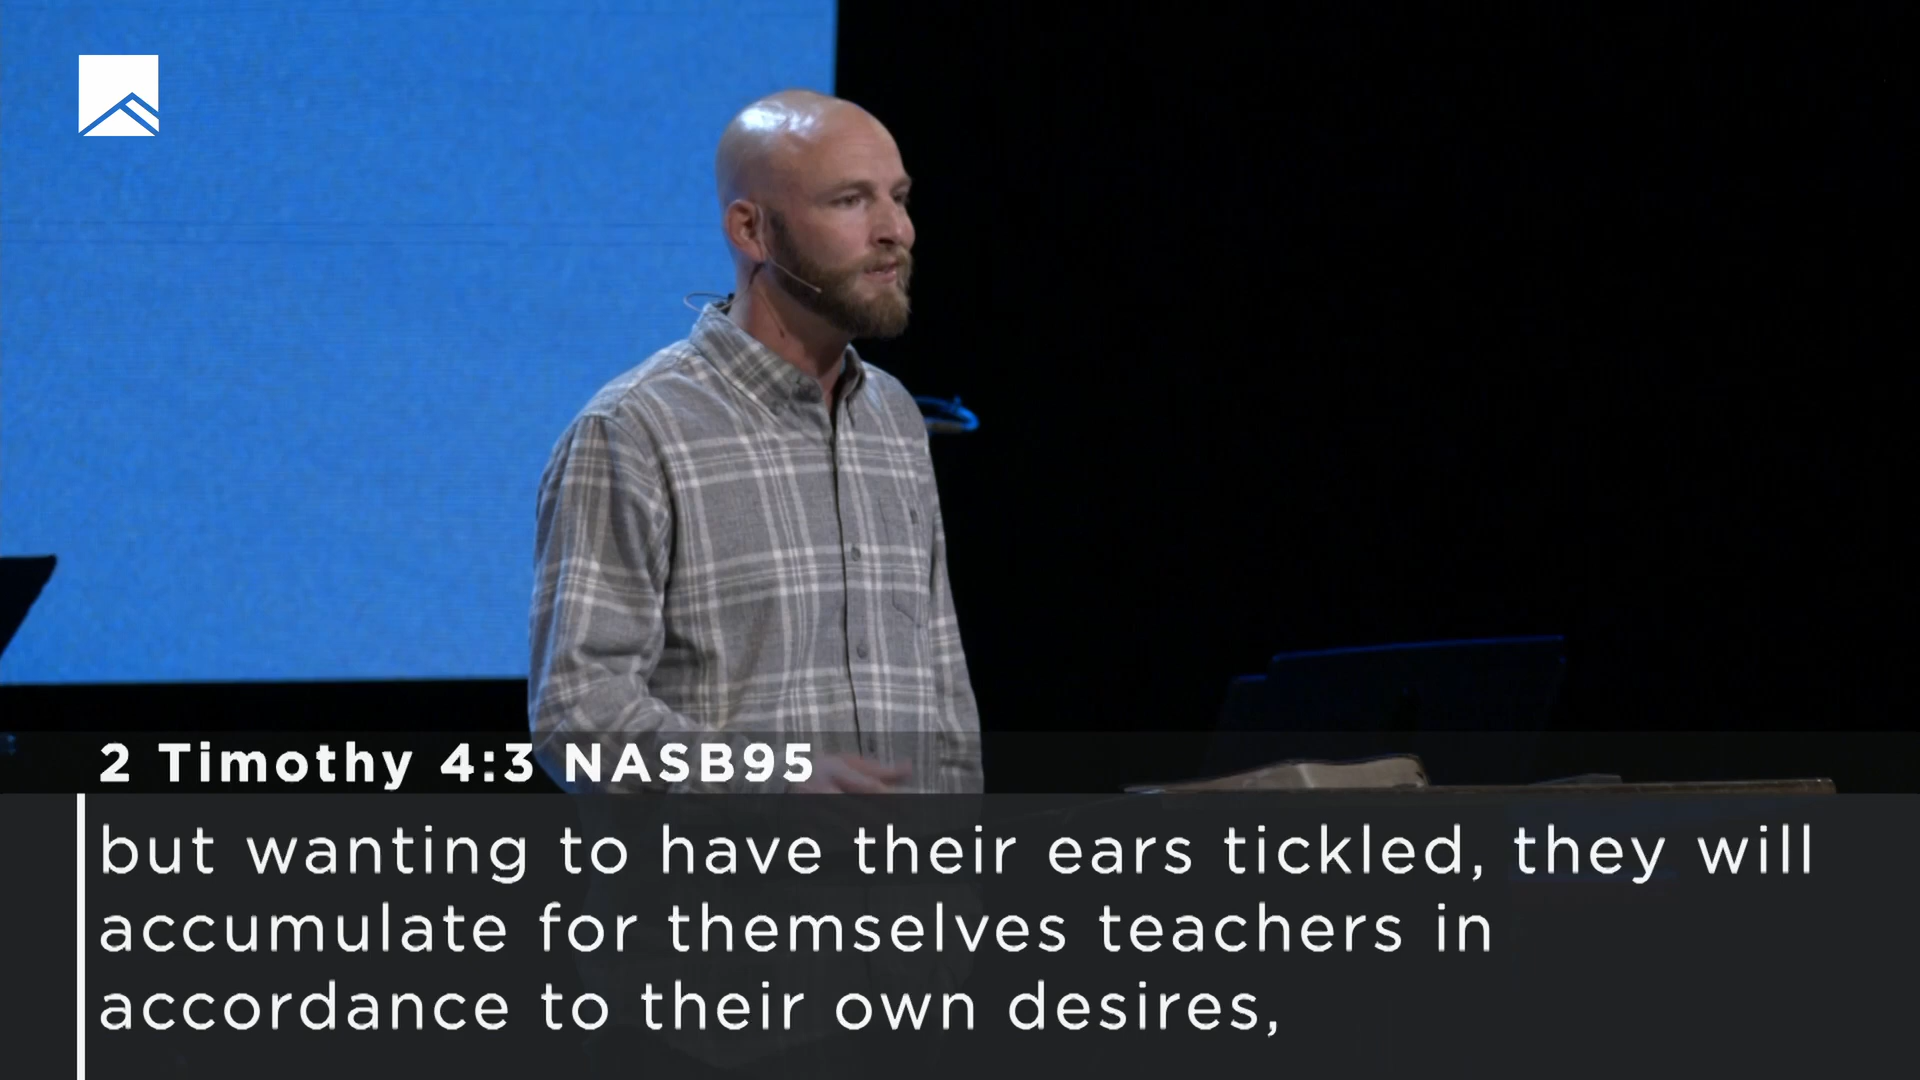 2 Timothy 4:3 NASB95
but wanting to have their ears tickled, they will
accumulate for themselves teachers in
accordance to their own desires,